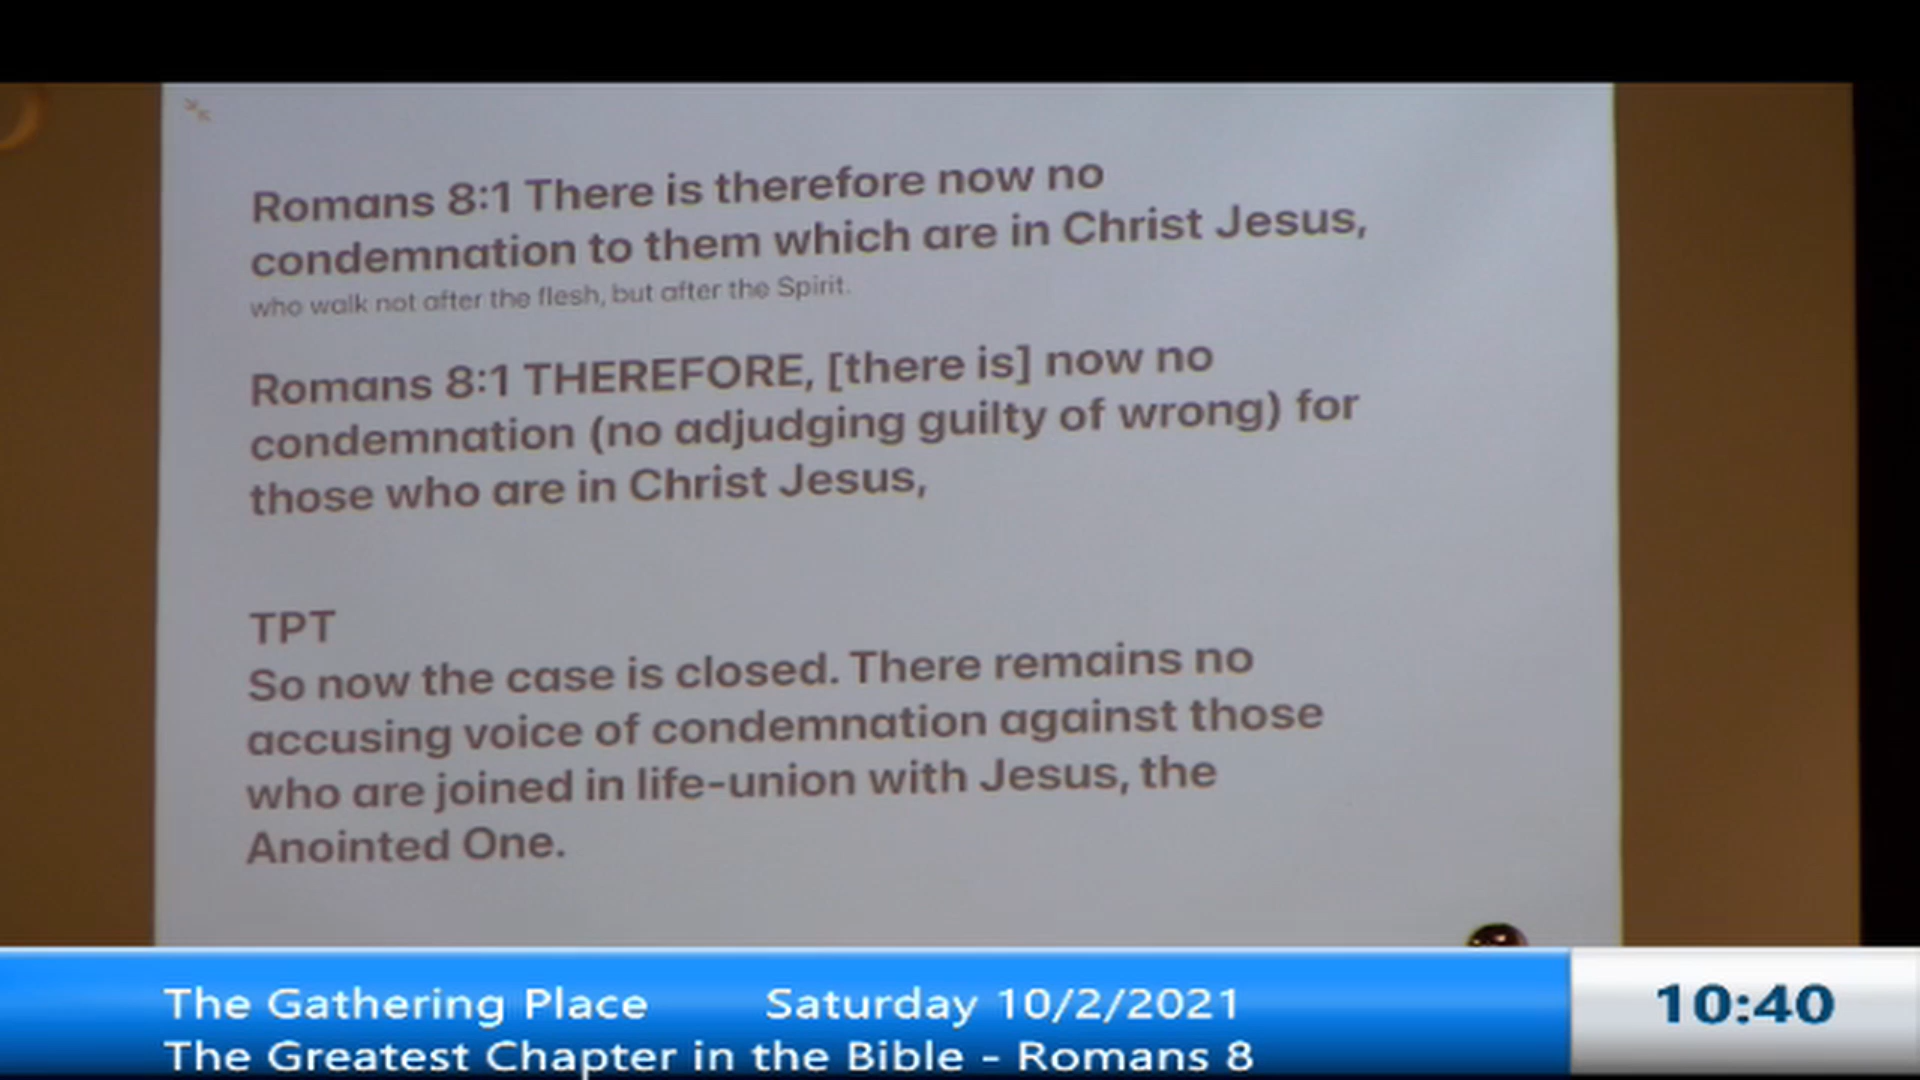 Romans 8:1 There is therefore now no
condemnation to them which are in Christ Jesus,
who walk not after the flesh, but after the Spirit.
Romans 8:1 THEREFORE, [there is] now no
condemnation (no adjudging guilty of wrong) for
those who are in Christ Jesus,
TPT
So now the case is closed. There remains no
accusing voice of condemnation against those
who are joined in life-union with Jesus, the
Anointed One.
The Gathering Place Saturday 10/2/2021
The Greatest Chapter in the Bible - Romans 8
10:40